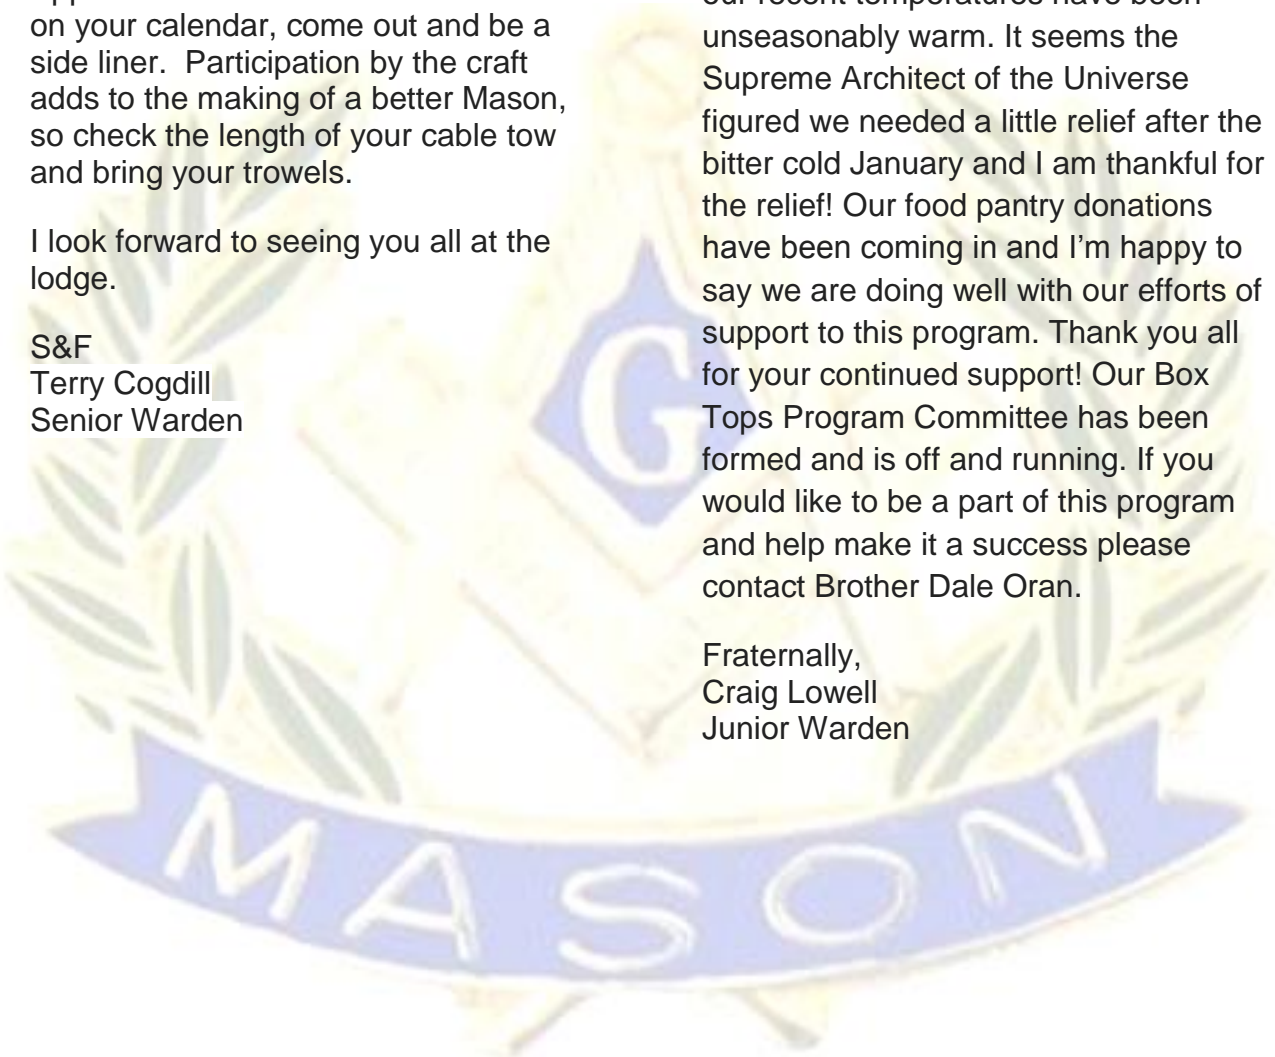 on your calendar, come out and be a
side liner.  Participation by the craft
adds to the making of a better Mason,
so check the length of your cable tow
and bring your trowels.
I look forward to seeing you all at the
lodge.
S&F
Terry Cogdill
Senior Warden
our recent temperatures have been
unseasonably warm. It seems the
Supreme Architect of the Universe
figured we needed a little relief after the
bitter cold January and I am thankful for
the relief! Our food pantry donations
have been coming in and I'm happy to
say we are doing well with our efforts of
support to this program. Thank you all
for your continued support! Our Box
Tops Program Committee has been
formed and is off and running. If you
would like to be a part of this program
and help make it a success please
contact Brother Dale Oran.
Fraternally,
Craig Lowell
Junior Warden
G
MASON